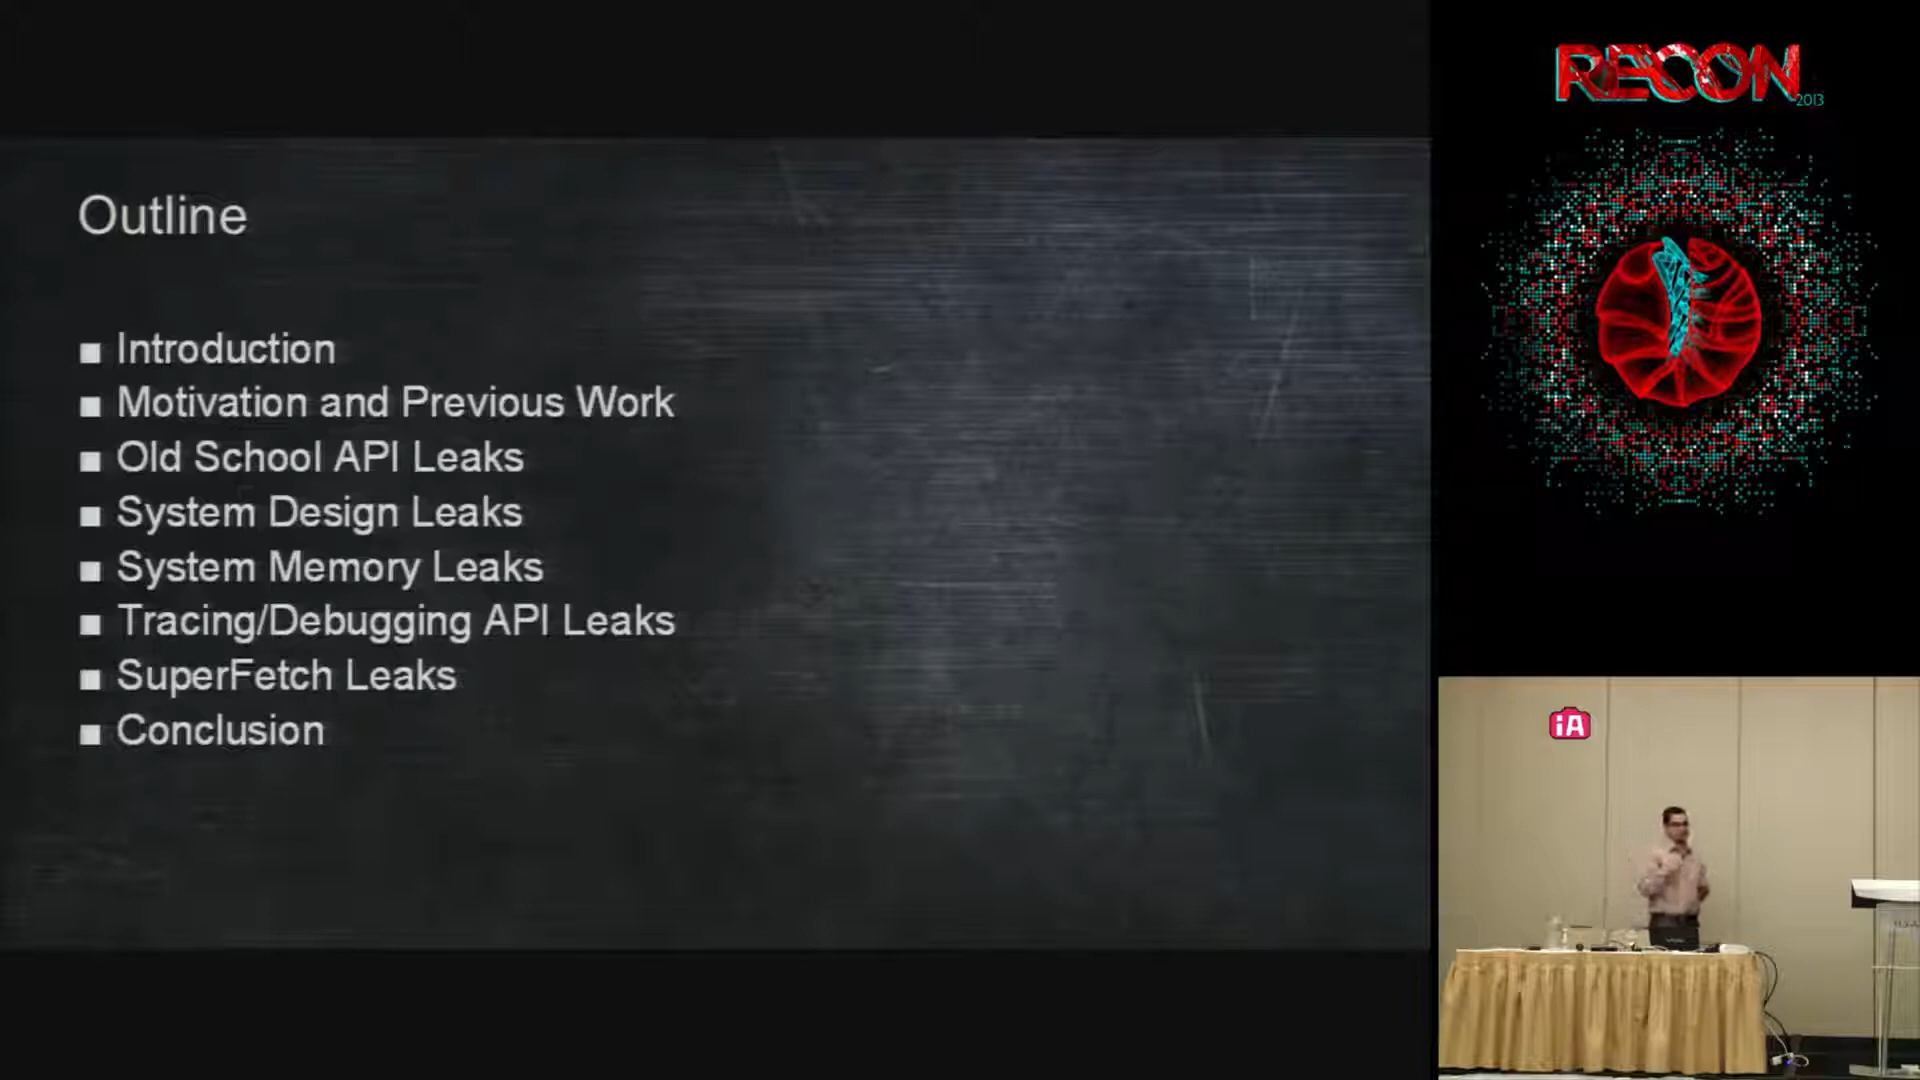 Outline
■ Introduction
■ Motivation and Previous Work
■ Old School API Leaks
■ System Design Leaks
■ System Memory Leaks
■ Tracing/Debugging API Leaks
■ SuperFetch Leaks
■ Conclusion
RECON
2013
iA